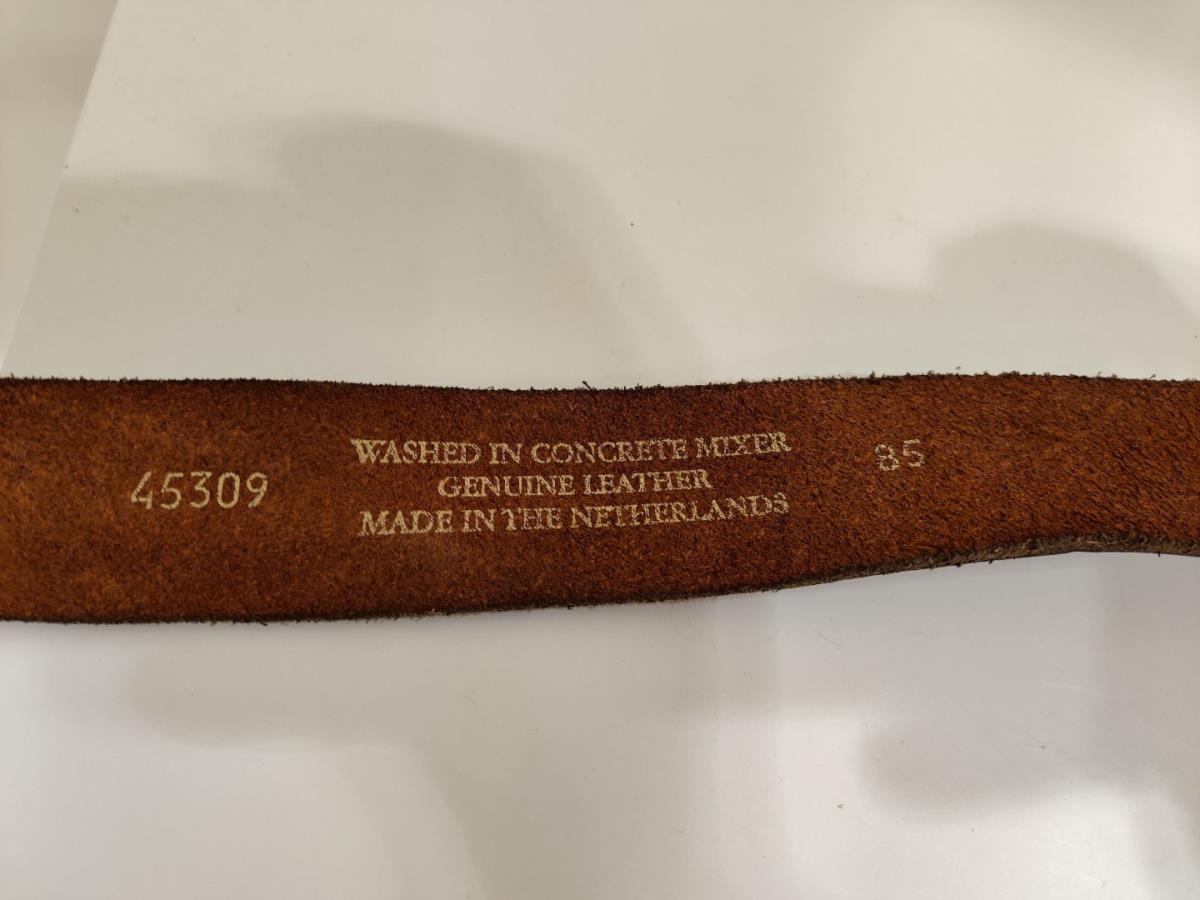 45309
WASHED IN CONCRETE MIXER
GENUINE LEATHER
MADE IN THE NETHERLANDS
85